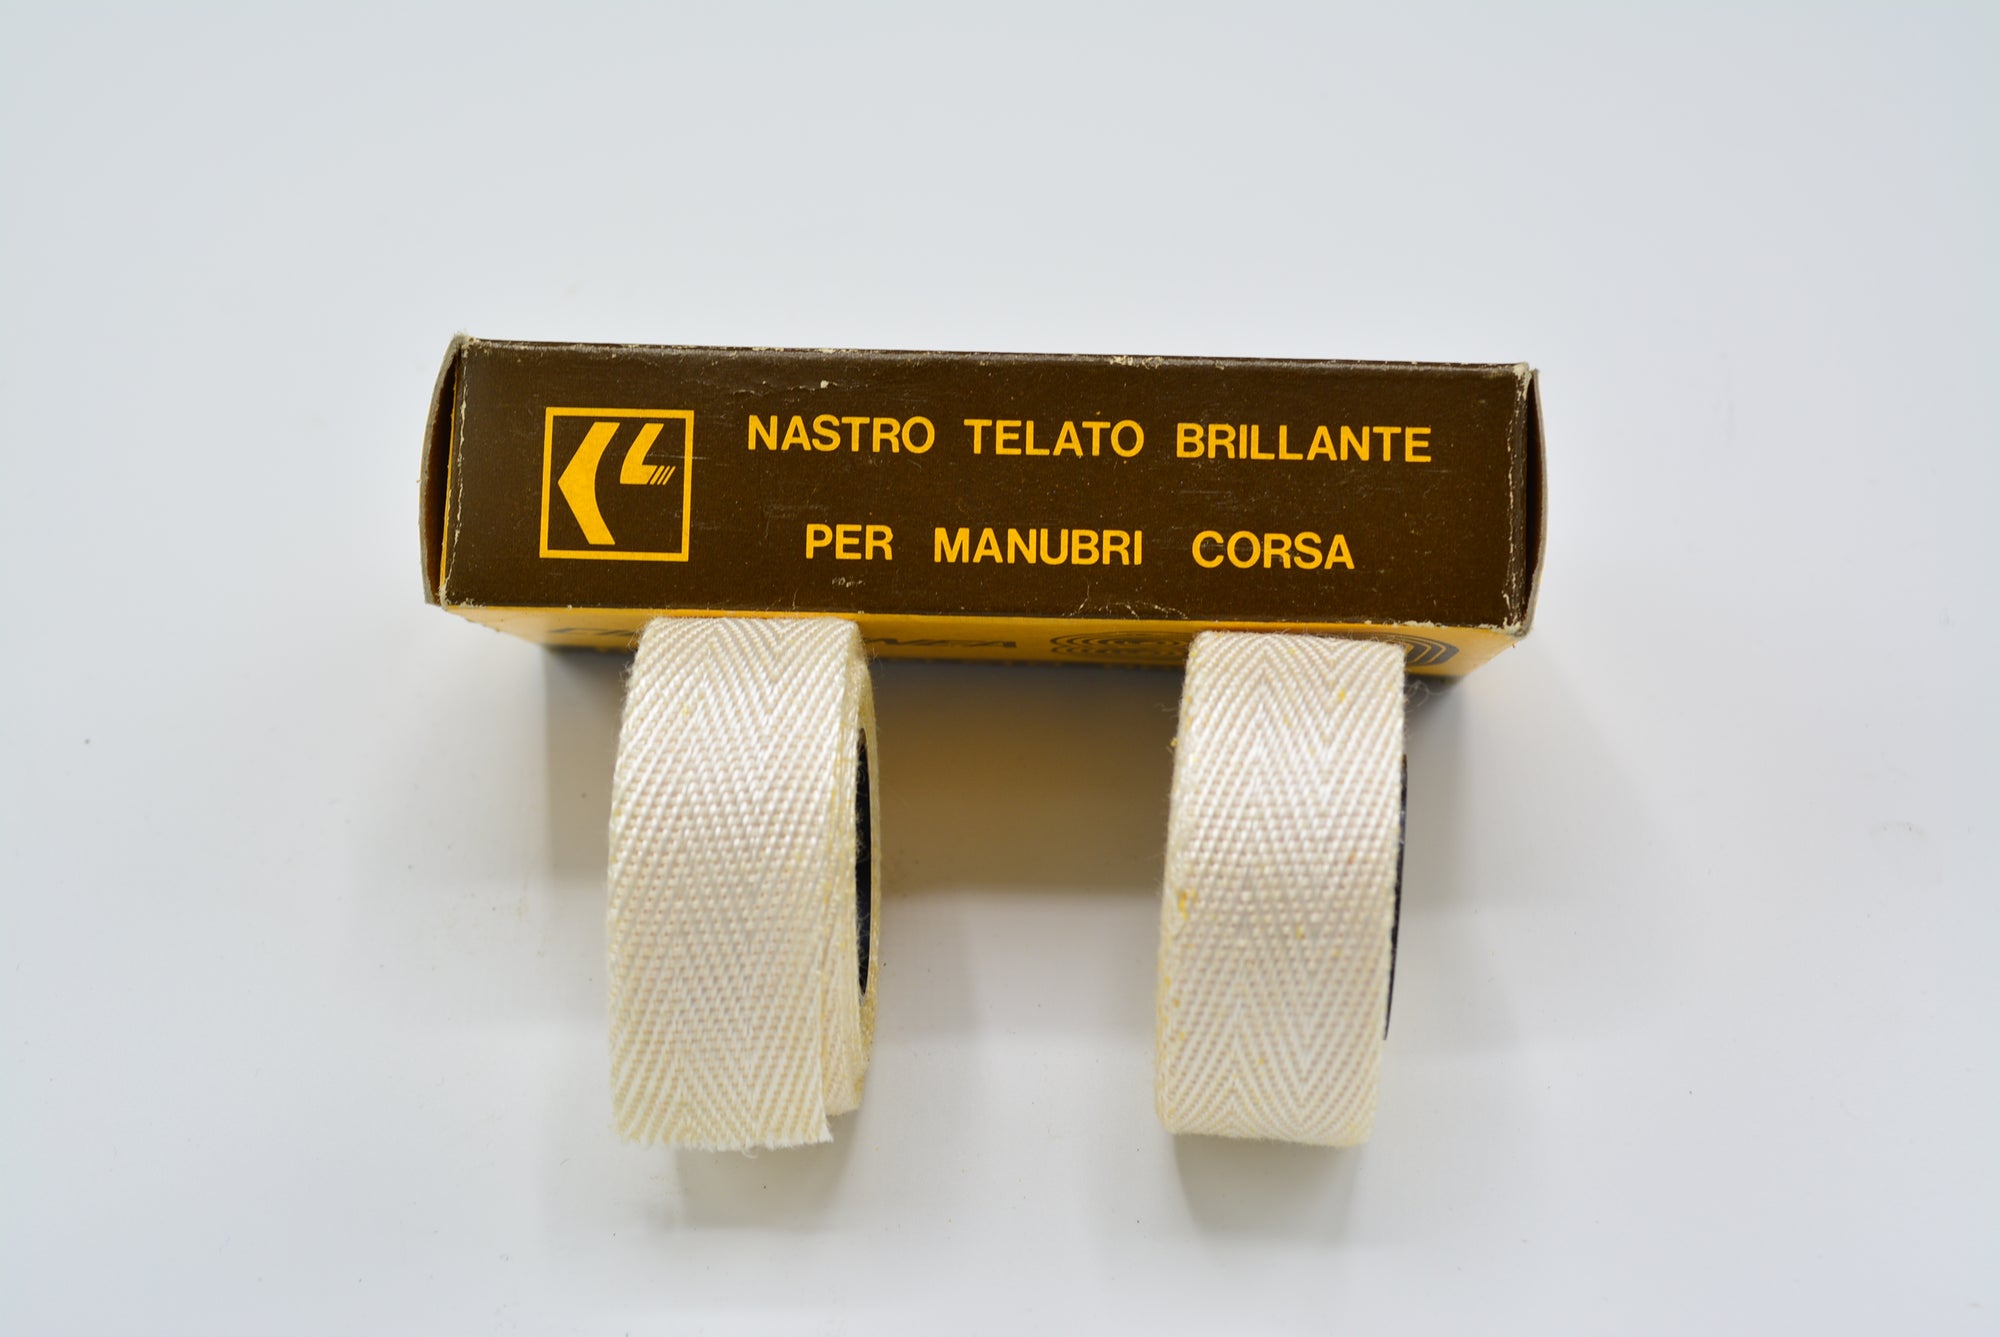 NASTRO TELATO BRILLANTE
PER MANUBRI CORSA